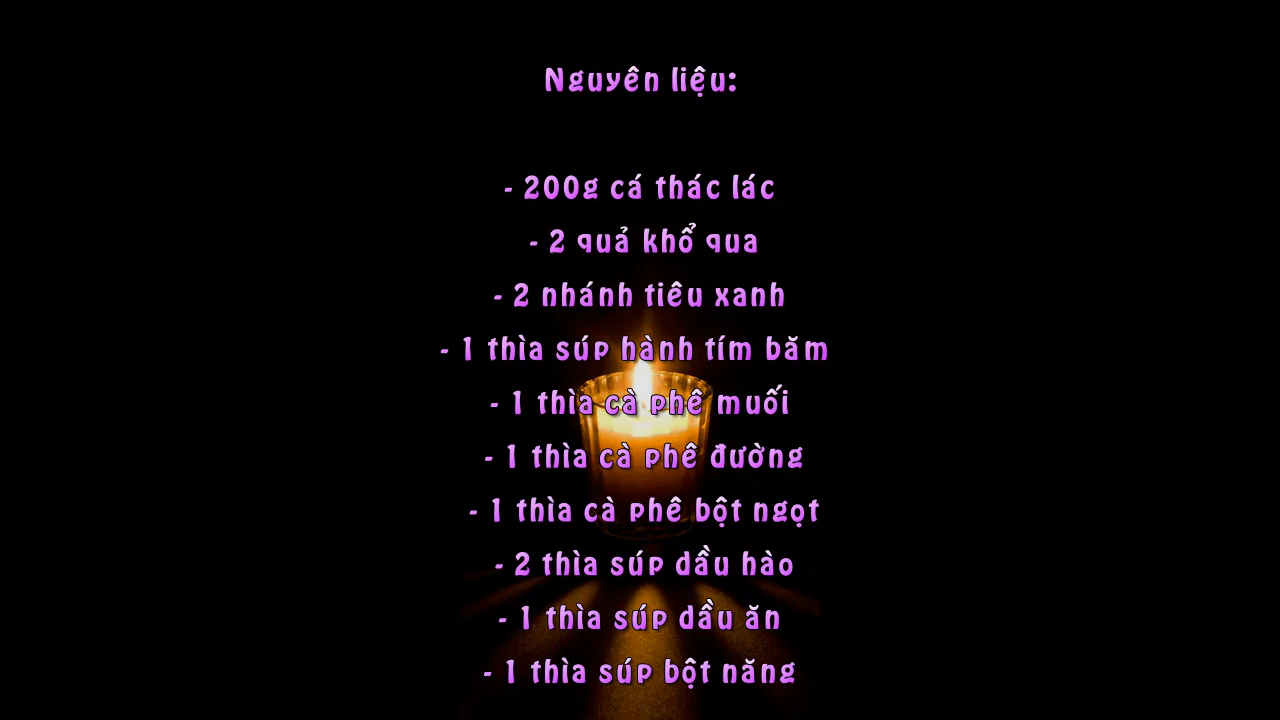 Nguyên liệu:
- 200g cá thác lác
- 2 quả khổ qua
- 2 nhánh tiêu xanh
- 1 thìa súp hành tím băm
- 1 thìa cà phê muối
- 1 thìa cà phê đường
- 1 thìa cà phê bột ngọt
- 2 thìa súp dầu hào
- 1 thìa súp dầu ăn
- 1 thìa súp bột năng